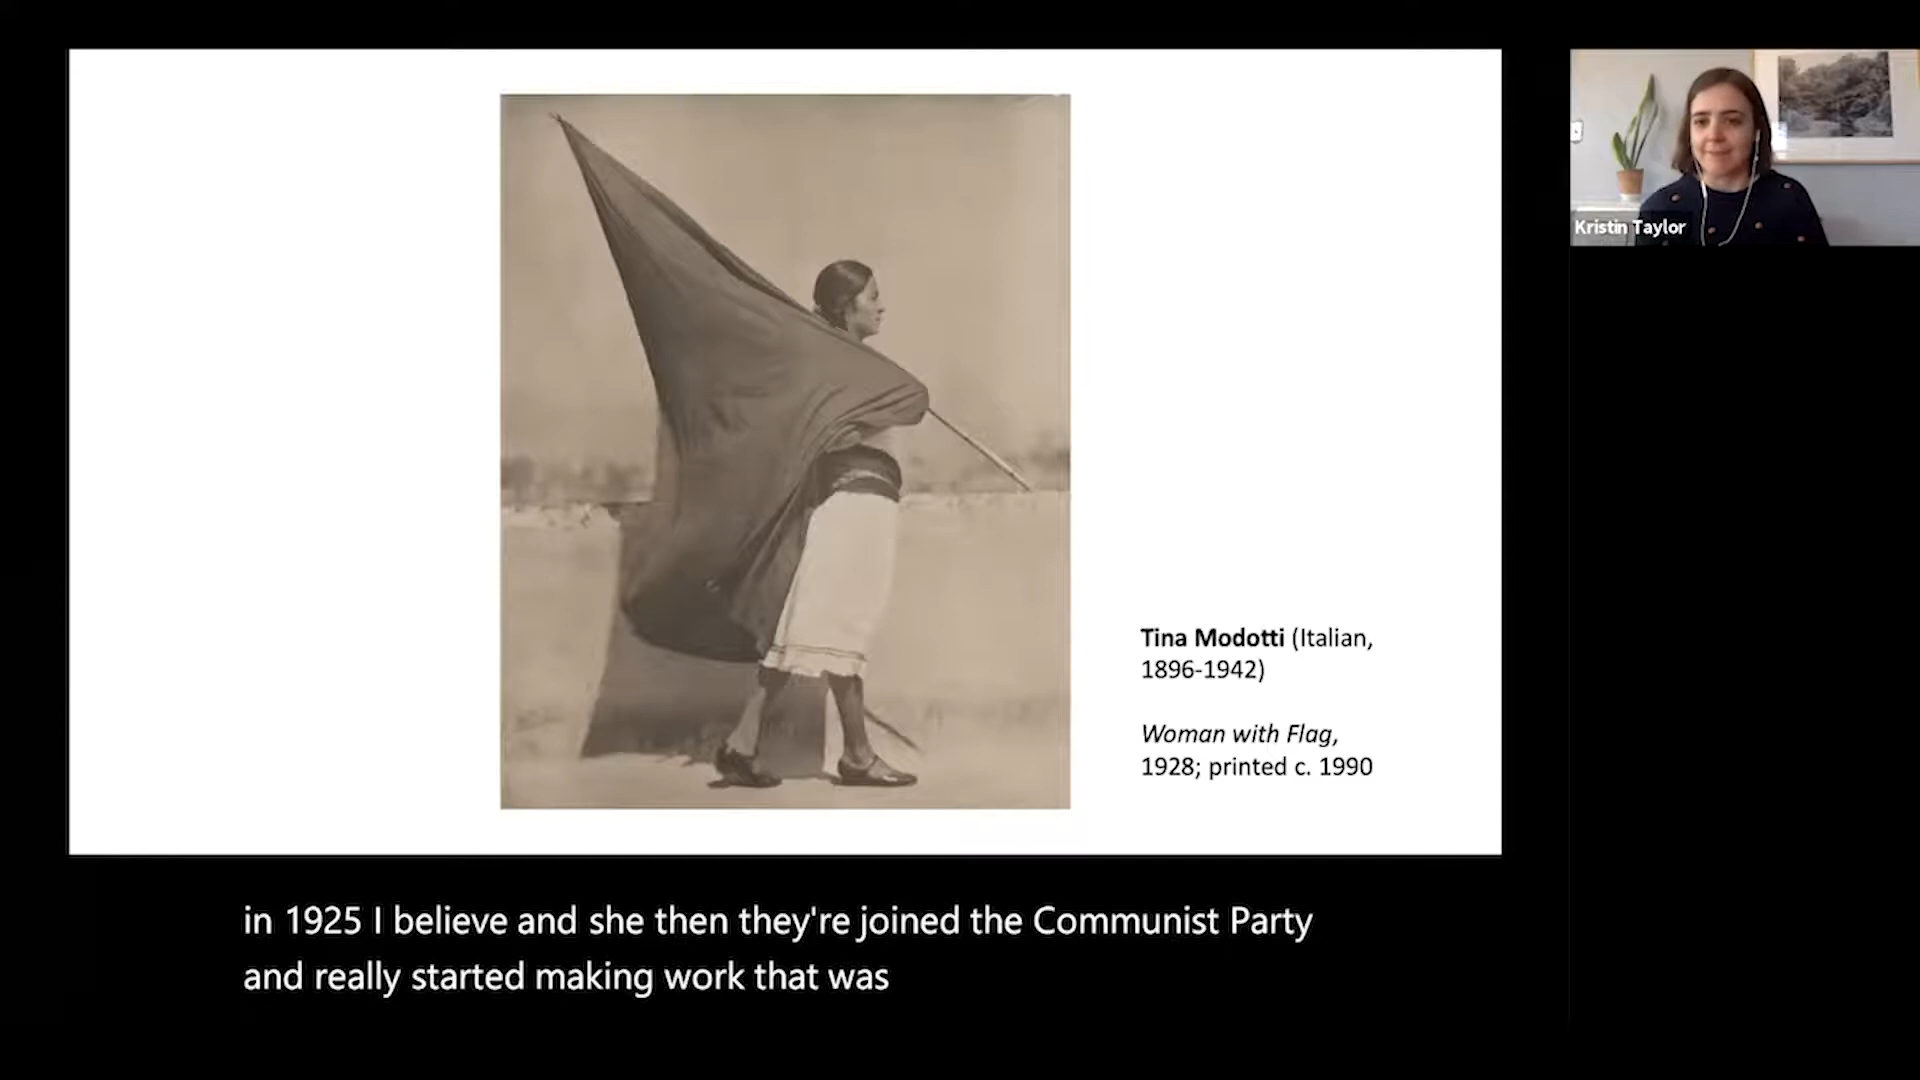 Kristin Taylor
Tina Modotti (Italian,
1896-1942)
Woman with Flag,
1928; printed c. 1990
in 1925 I believe and she then they're joined the Communist Party
and really started making work that was